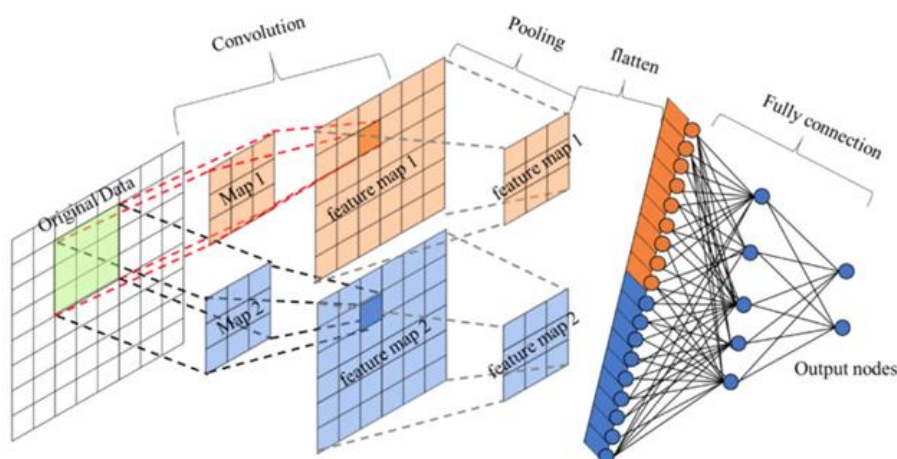 Convolution
Pooling
flatten
Fully connection
Original Data
Map 1
feature map 1
feature map 1
Map 2
feature map 2
feature map 2
Output nodes